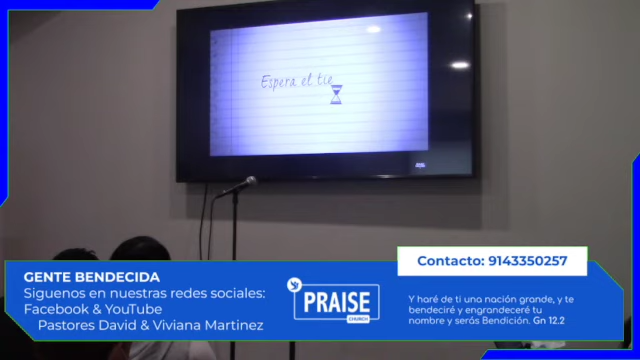 Espera el tie
Contacto: 9143350257
GENTE BENDECIDA
Siguenos en nuestras redes sociales:
Facebook & YouTube
Pastores David & Viviana Martinez
PRAISE
CHURCH
Y haré de ti una nación grande, y te
bendeciré y engrandeceré tu
nombre y serás Bendición. Gn 12.2